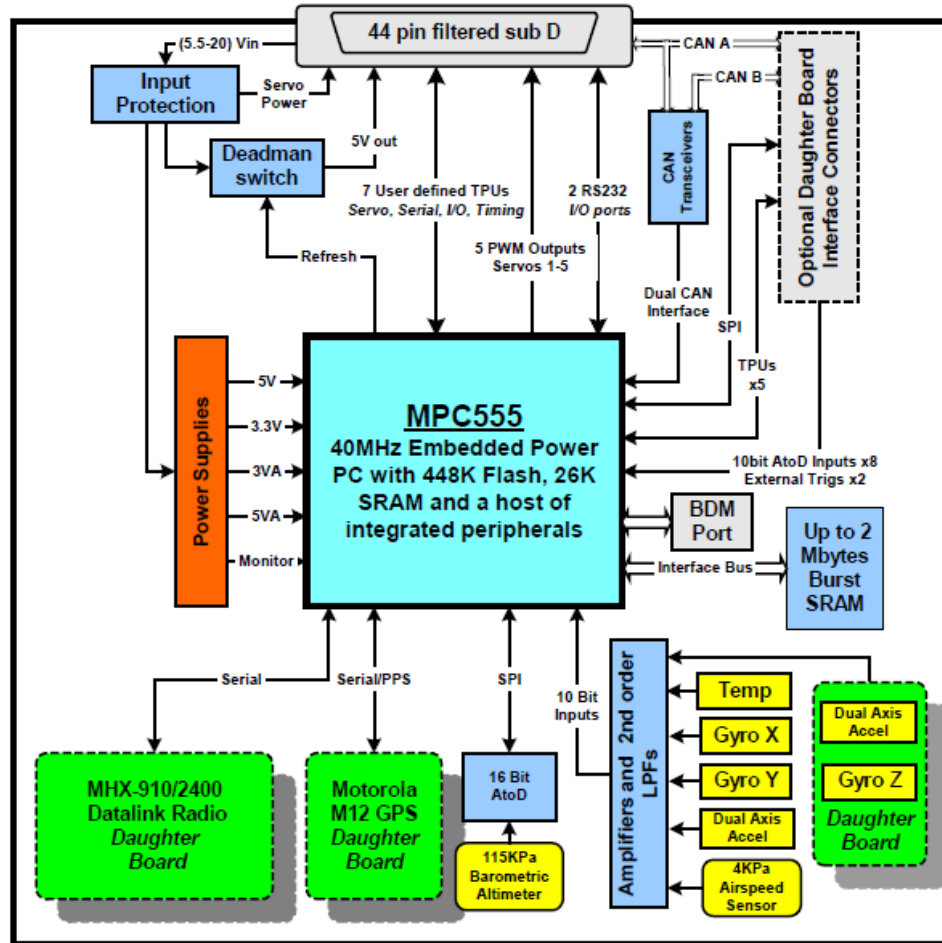 44 pin filtered sub D
(5.5-20) Vin
CAN A
Input
Protection
Servo
Power
CAN B
5V out
Deadman
switch
CAN
Transceivers
Optional Daughter Board
Interface Connectors
7 User defined TPUs
Servo, Serial, I/O, Timing
2 RS232
I/O ports
5 PWM Outputs
Servos 1-5
Refresh
Dual CAN
Interface
SPI
TPUs
x5
Power Supplies
5V
3.3V
3VA
5VA
Monitor
MPC555
40MHz Embedded Power
PC with 448K Flash, 26K
SRAM and a host of
integrated peripherals
10bit AtoD Inputs x8
External Trigs x2
BDM
Port
Interface Bus
Up to 2
Mbytes
Burst
SRAM
Serial
Serial/PPS
SPI
10 Bit
Inputs
Amplifiers and 2nd order
LPFs
Temp
Gyro X
Gyro Y
Dual Axis
Accel
4KPa
Airspeed
Sensor
Dual Axis
Accel
Gyro Z
Daughter
Board
MHX-910/2400
Datalink Radio
Daughter
Board
Motorola
M12 GPS
Daughter
Board
16 Bit
AtoD
115KPa
Barometric
Altimeter